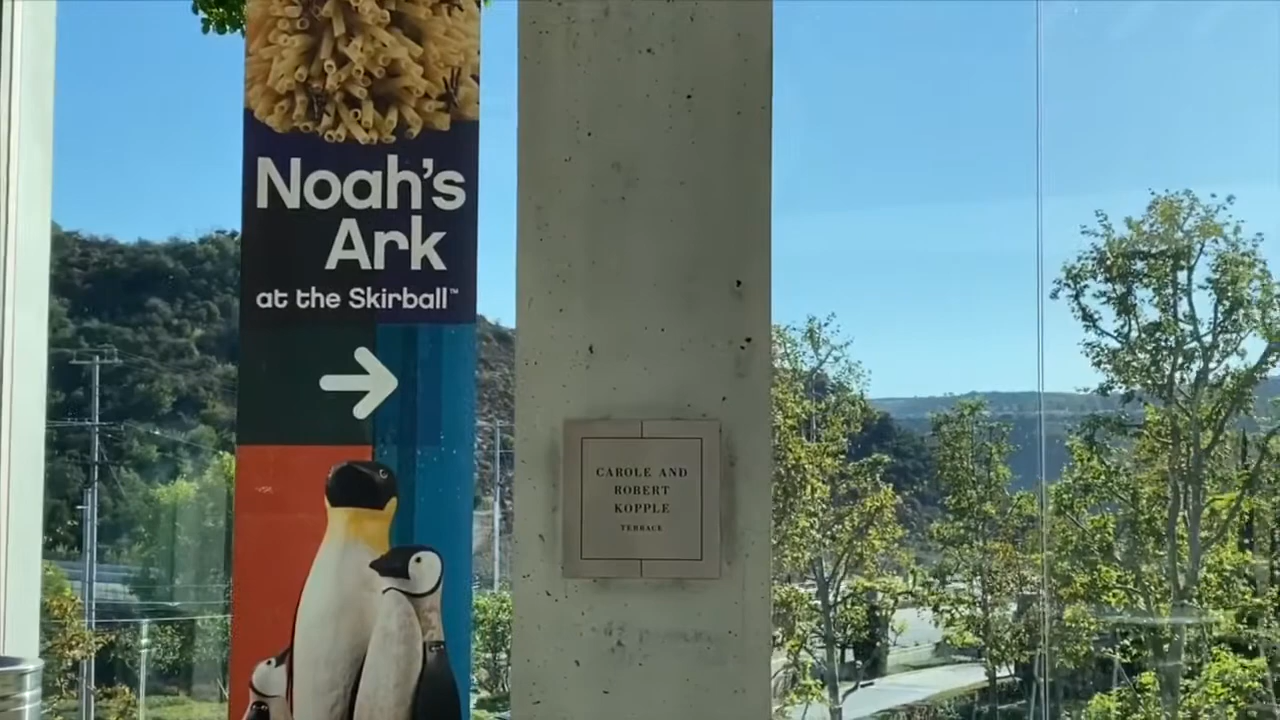 Noah's
Ark
at the Skirball™
CAROLE AND
ROBERT
KOPPLE
TERRACE